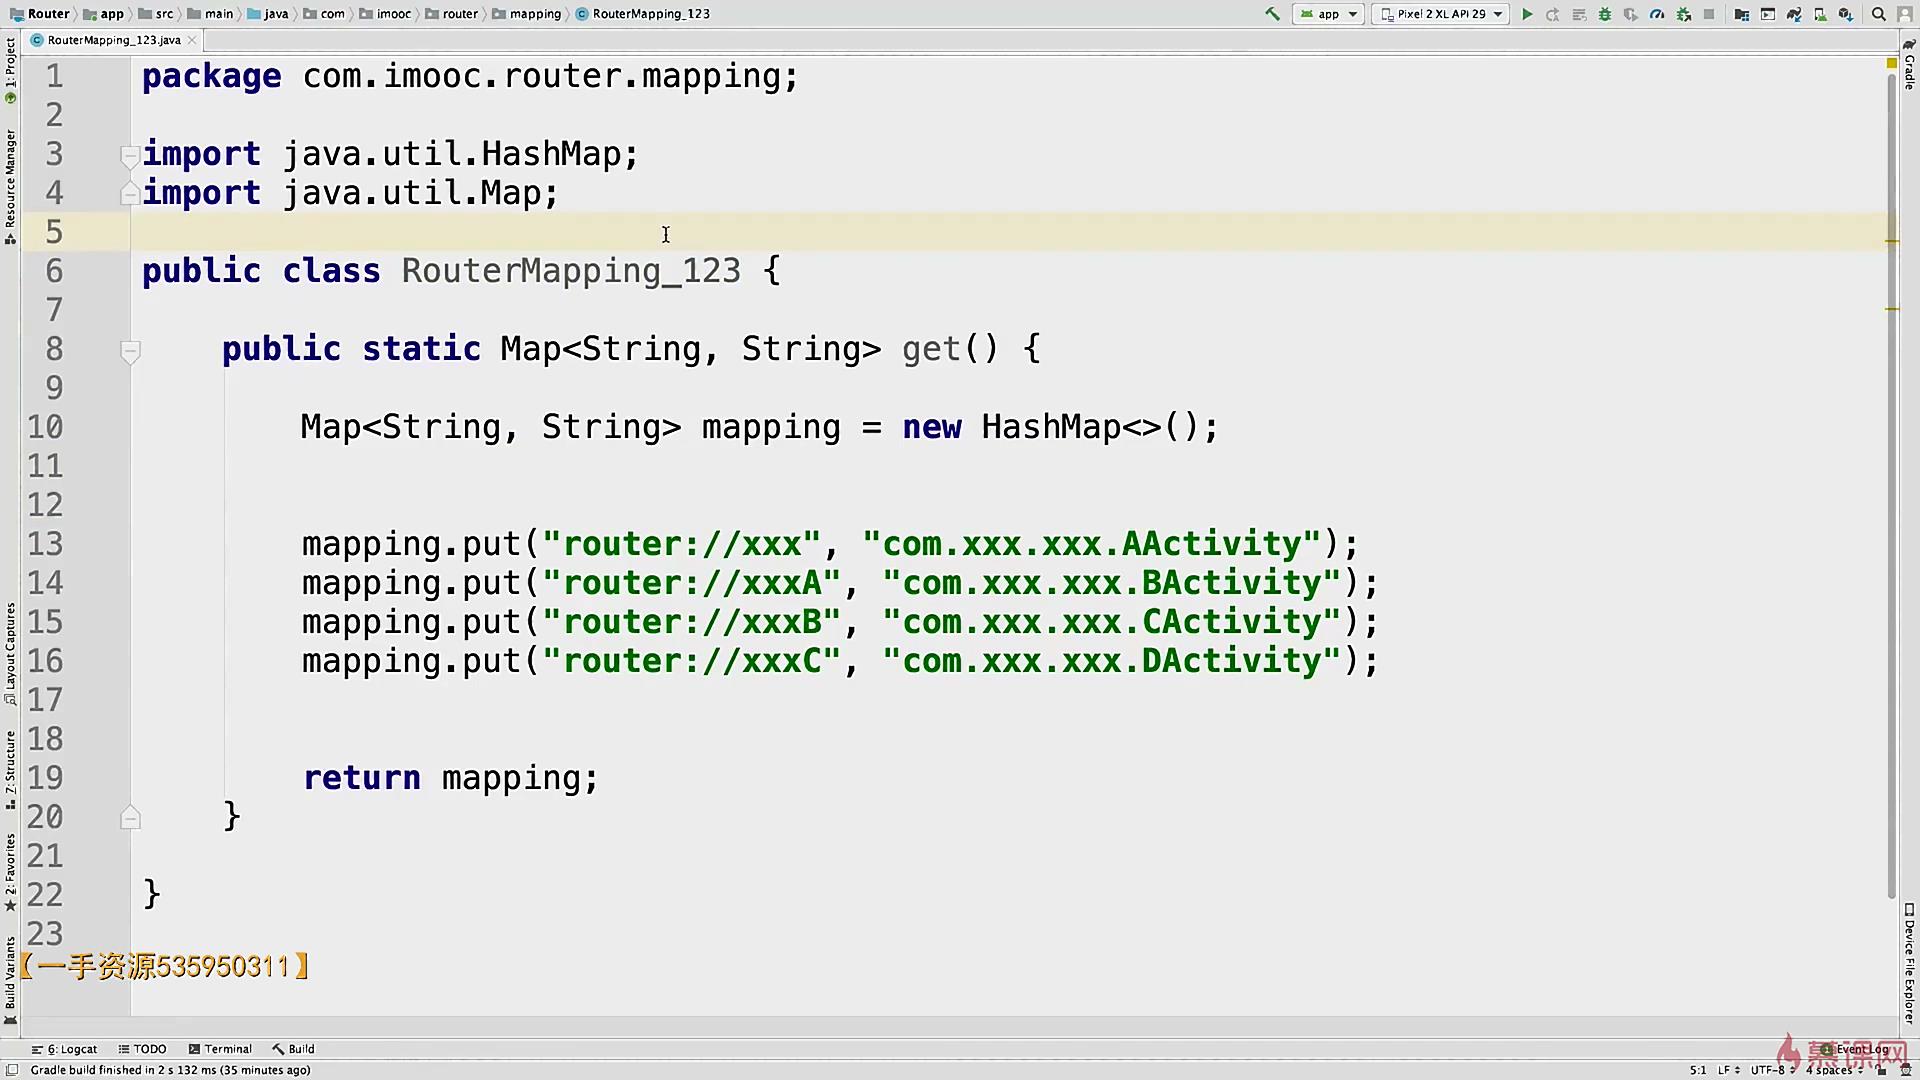 Router app src main java com imooc router mapping RouterMapping_123 app Pixel 2 XL API 29
RouterMapping_123.java
1: Project
Resource Manager
Layout Captures
Z: Structure
2: Favorites
Build Variants
1 package com.imooc.router.mapping;
2
3 import java.util.HashMap;
4 import java.util.Map;
5
6 public class RouterMapping_123 {
7
8 public static Map<String, String> get() {
9
10 Map<String, String> mapping = new HashMap<>();
11
12
13 mapping.put("router://xxx", "com.xxx.xxx.AActivity");
14 mapping.put("router://xxxA", "com.xxx.xxx.BActivity");
15 mapping.put("router://xxxB", "com.xxx.xxx.CActivity");
16 mapping.put("router://xxxC", "com.xxx.xxx.DActivity");
17
18
19 return mapping;
20 }
21
22 }
23
【一手资源535950311】
Gradle
Device File Explorer
6: Logcat TODO Terminal Build Event Log
慕课网
Gradle build finished in 2 s 132 ms (35 minutes ago) 5:1 LF UTF-8 4 spaces